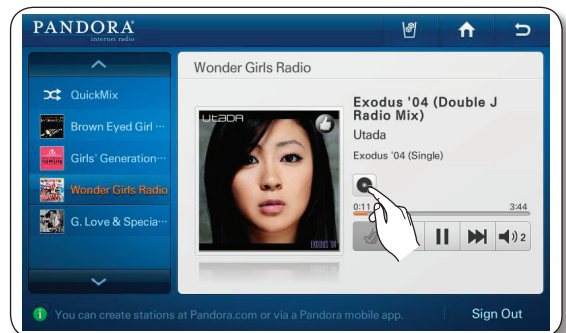 PANDORA®
internet radio
QuickMix
Brown Eyed Girl ...
Girls' Generation...
Wonder Girls Radio
G. Love & Specia...
Wonder Girls Radio
UtaDA
EXODUS '04
Exodus '04 (Double J
Radio Mix)
Utada
Exodus '04 (Single)
0:11
3:44
2
You can create stations at Pandora.com or via a Pandora mobile app.
Sign Out